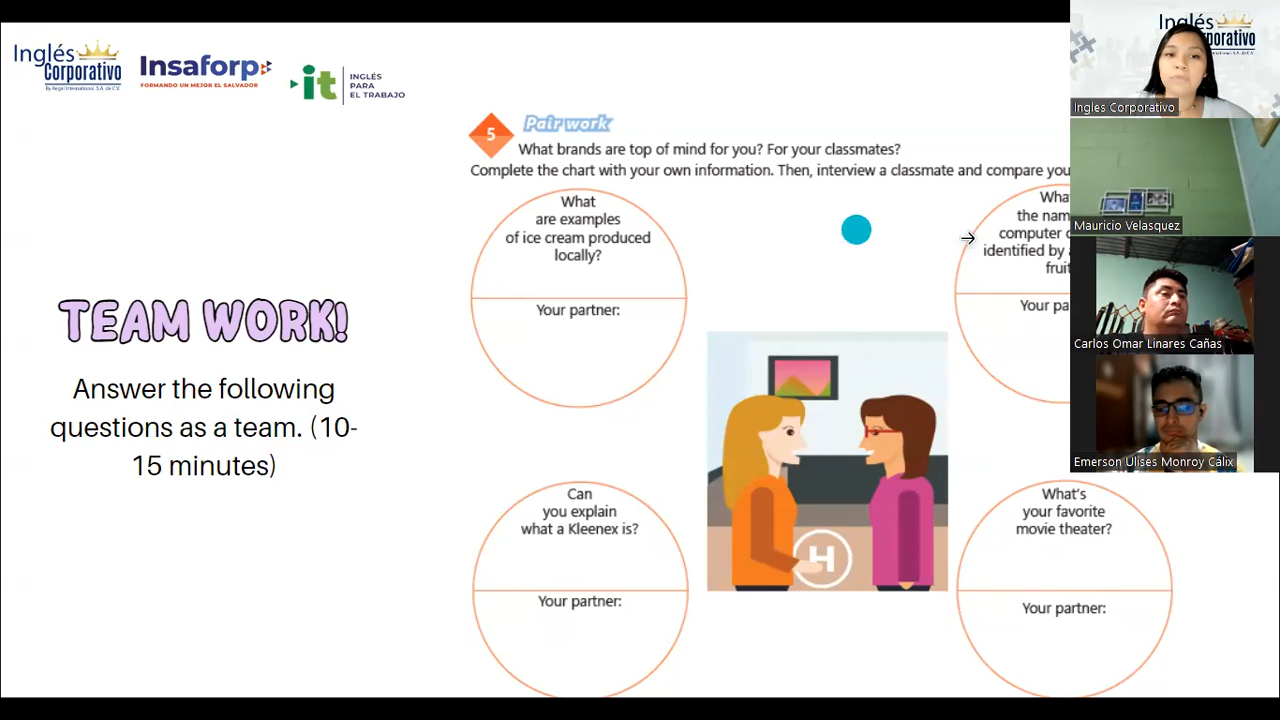 Inglés
Corporativo
By Regal International, S.A. de C.V.
Insaforp
FORMANDO UN MEJOR EL SALVADOR
it
INGLÉS
PARA
EL TRABAJO
TEAM WORK!
Answer the following
questions as a team. (10-
15 minutes)
5
Pair work
What brands are top of mind for you? For your classmates?
Complete the chart with your own information. Then, interview a classmate and compare you
What
are examples
of ice cream produced
locally?
Your partner:
the nam
computer
identified by
fruit
Your pa
Can
you explain
what a Kleenex is?
Your partner:
H
What's
your favorite
movie theater?
Your partner:
Inglés
Corporativo
Ingles Corporativo
Mauricio Velasquez
Carlos Omar Linares Cañas
Emerson Ulises Monroy Cálix